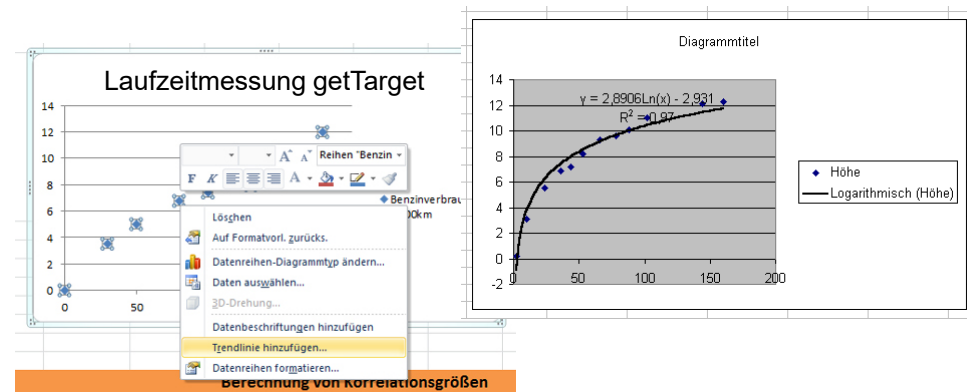 Laufzeitmessung getTarget
14
12
10
8
6
4
2
0
0
50
Reihen "Benzin
F K
A
Benzinverbrau
00km
Löschen
Auf Formatvorl. zurücks.
Datenreihen-Diagrammtyp ändern...
Daten auswählen...
3D-Drehung...
Datenbeschriftungen hinzufügen
Trendlinie hinzufügen...
Datenreihen formatieren...
Berechnung von Korrelationsgrößen
Diagrammtitel
14
12
10
8
6
4
2
0
-2
y = 2,8906Ln(x) - 2,931
R² = 0,97
0
50
100
150
200
Höhe
Logarithmisch (Höhe)